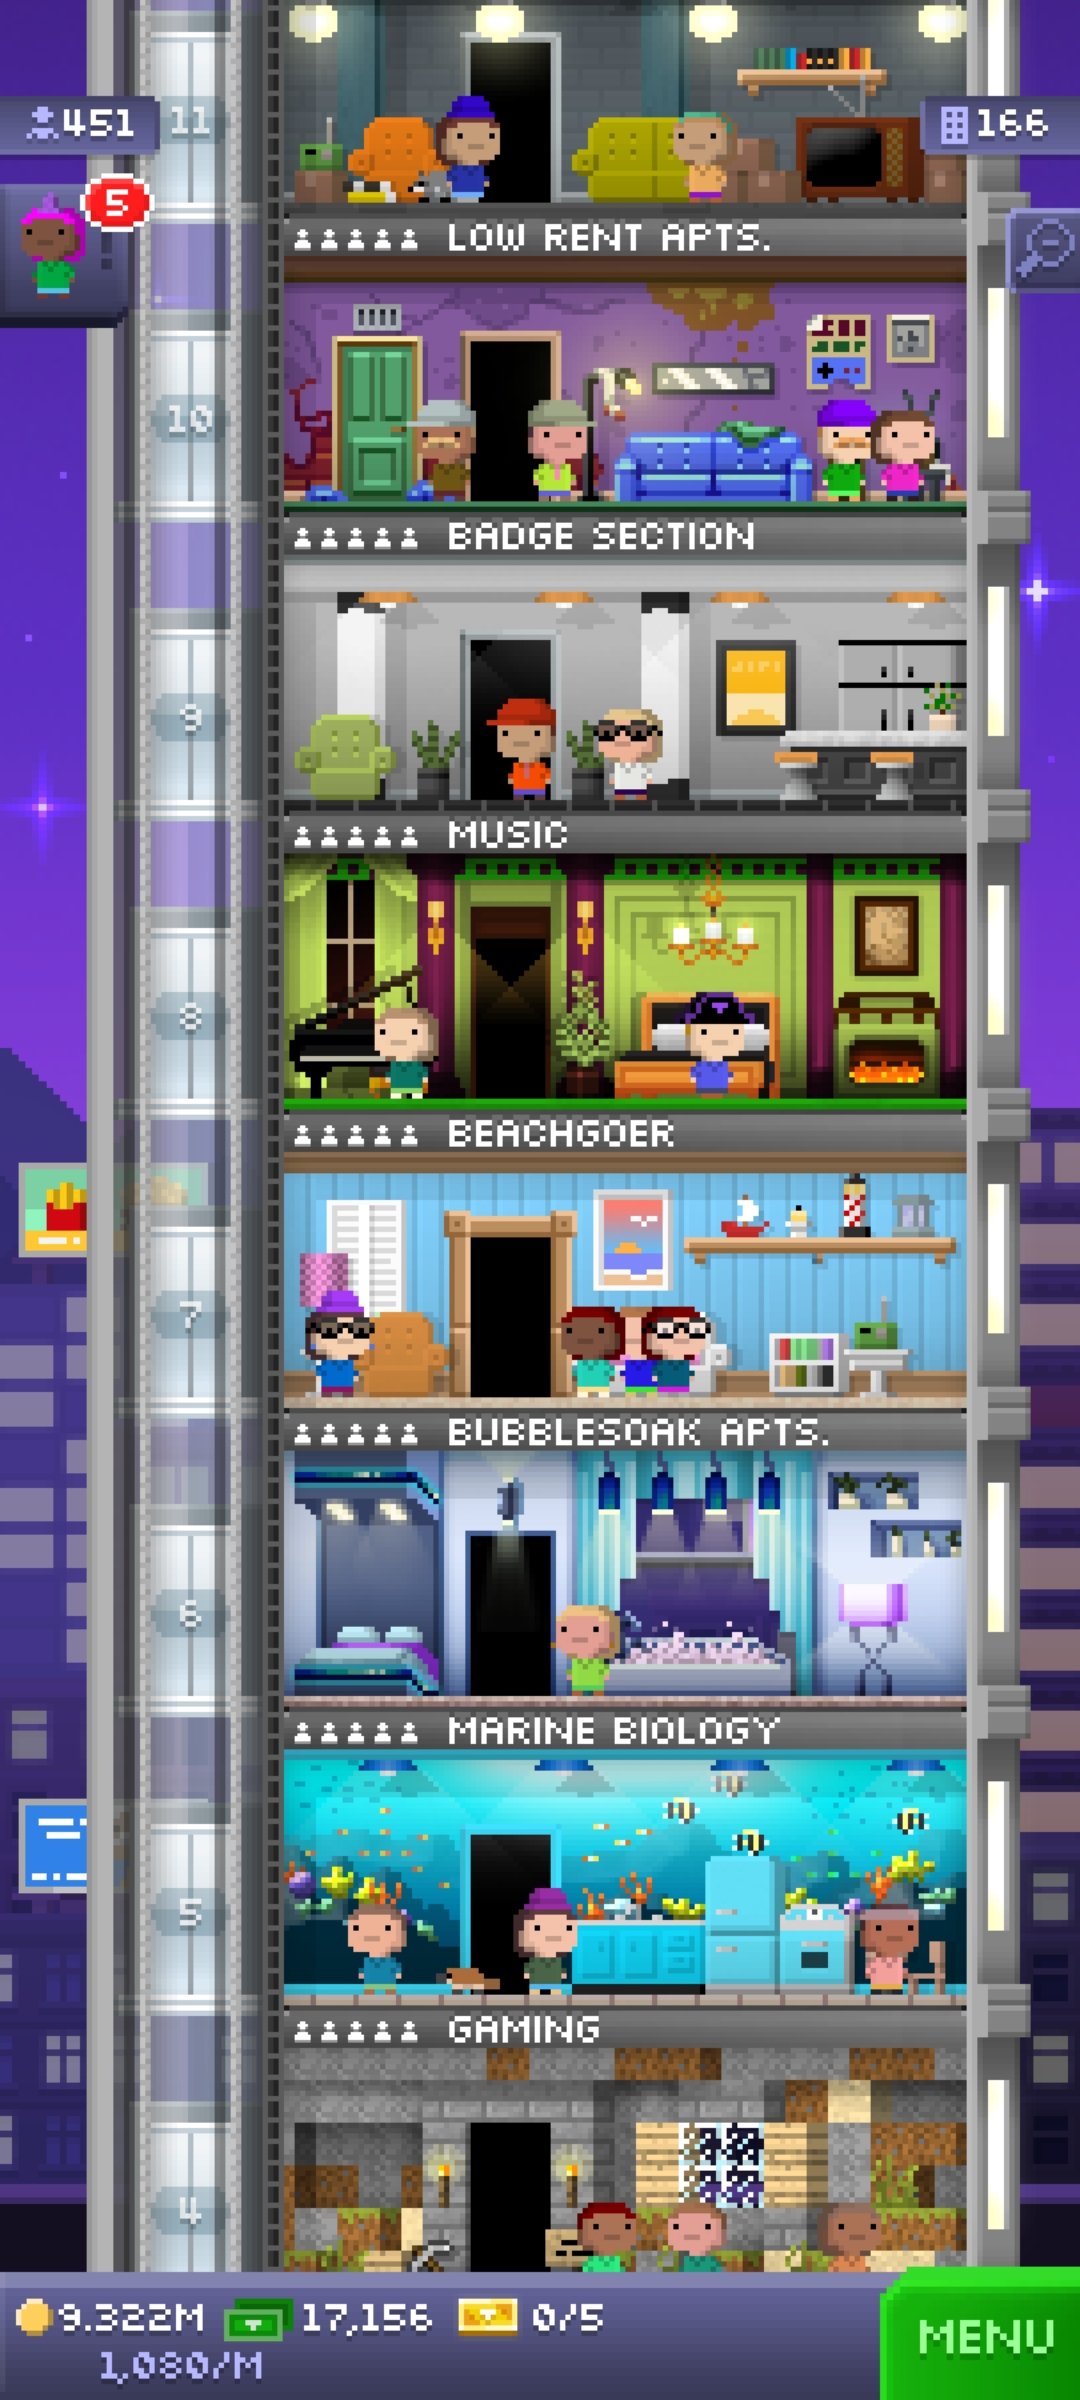 451
11
166
5
LOW RENT APTS.
10
BADGE SECTION
9
MUSIC
8
BEACHGOER
7
BUBBLESOAK APTS.
6
MARINE BIOLOGY
5
GAMING
4
9.322M 17,156 0/5
1,080/M
MENU